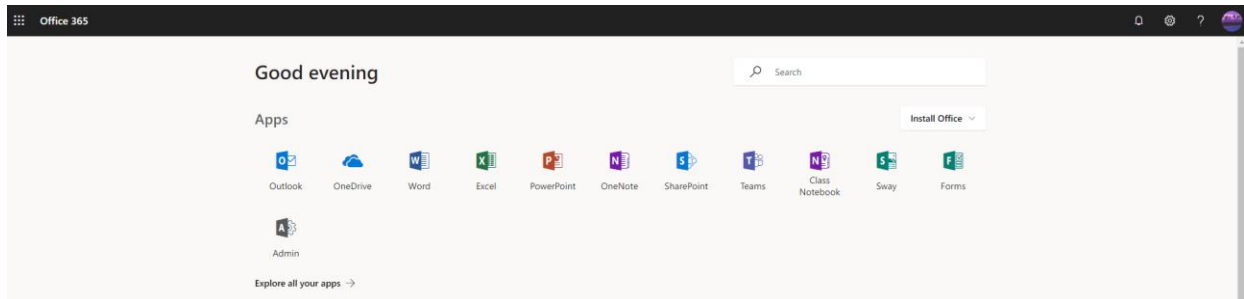 Office 365
Good evening
Search
Apps
Install Office
Outlook
OneDrive
Word
Excel
PowerPoint
OneNote
SharePoint
Teams
Class
Notebook
Sway
Forms
Admin
Explore all your apps →